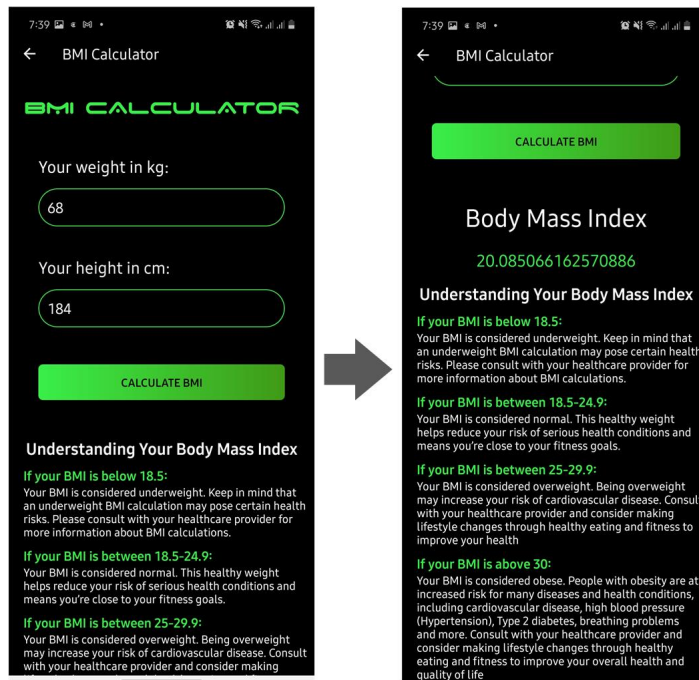 7:39
BMI Calculator
BMI CALCULATOR
Your weight in kg:
68
Your height in cm:
184
CALCULATE BMI
Understanding Your Body Mass Index
If your BMI is below 18.5:
Your BMI is considered underweight. Keep in mind that
an underweight BMI calculation may pose certain health
risks. Please consult with your healthcare provider for
more information about BMI calculations.
If your BMI is between 18.5-24.9:
Your BMI is considered normal. This healthy weight
helps reduce your risk of serious health conditions and
means you're close to your fitness goals.
If your BMI is between 25-29.9:
Your BMI is considered overweight. Being overweight
may increase your risk of cardiovascular disease. Consult
with your healthcare provider and consider making
7:39
BMI Calculator
CALCULATE BMI
Body Mass Index
20.085066162570886
Understanding Your Body Mass Index
If your BMI is below 18.5:
Your BMI is considered underweight. Keep in mind that
an underweight BMI calculation may pose certain health
risks. Please consult with your healthcare provider for
more information about BMI calculations.
If your BMI is between 18.5-24.9:
Your BMI is considered normal. This healthy weight
helps reduce your risk of serious health conditions and
means you're close to your fitness goals.
If your BMI is between 25-29.9:
Your BMI is considered overweight. Being overweight
may increase your risk of cardiovascular disease. Consult
with your healthcare provider and consider making
lifestyle changes through healthy eating and fitness to
improve your health
If your BMI is above 30:
Your BMI is considered obese. People with obesity are at
increased risk for many diseases and health conditions,
including cardiovascular disease, high blood pressure
(Hypertension), Type 2 diabetes, breathing problems
and more. Consult with your healthcare provider and
consider making lifestyle changes through healthy
eating and fitness to improve your overall health and
quality of life